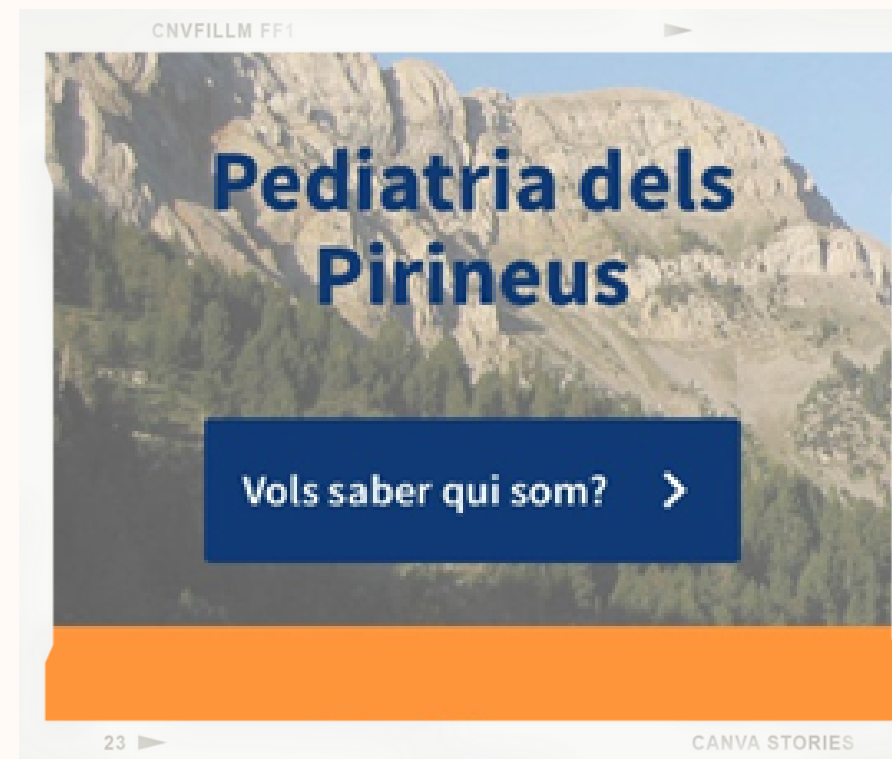 CNVFILLM FF1
Pediatria dels
Pirineus
Vols saber qui som?
23
CANVA STORIES